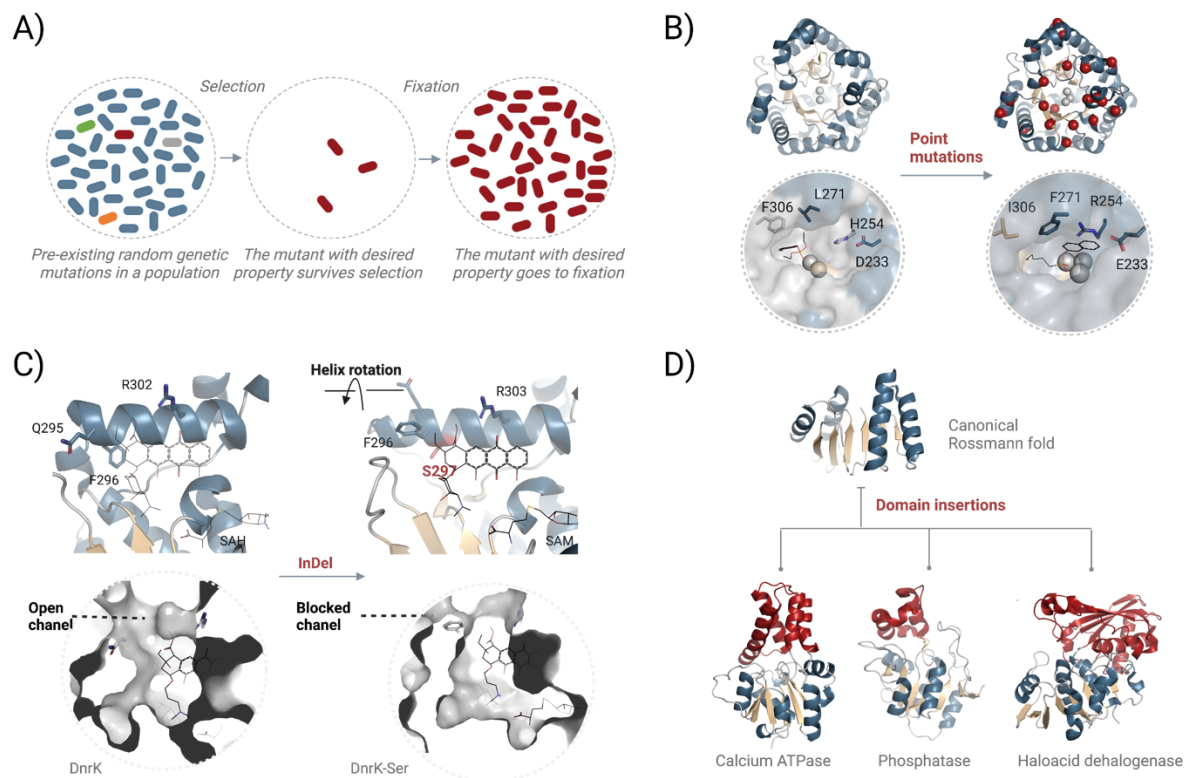 A)
Selection
Fixation
Pre-existing random genetic
mutations in a population
The mutant with desired
property survives selection
The mutant with desired
property goes to fixation
B)
Point
mutations
F306
L271
H254
D233
I306
F271
R254
E233
C)
R302
Q295
F296
SAH
Helix rotation
R303
F296
S297
SAM
InDel
Open
chanel
Blocked
chanel
DnrK
DnrK-Ser
D)
Canonical
Rossmann fold
Domain insertions
Calcium ATPase
Phosphatase
Haloacid dehalogenase